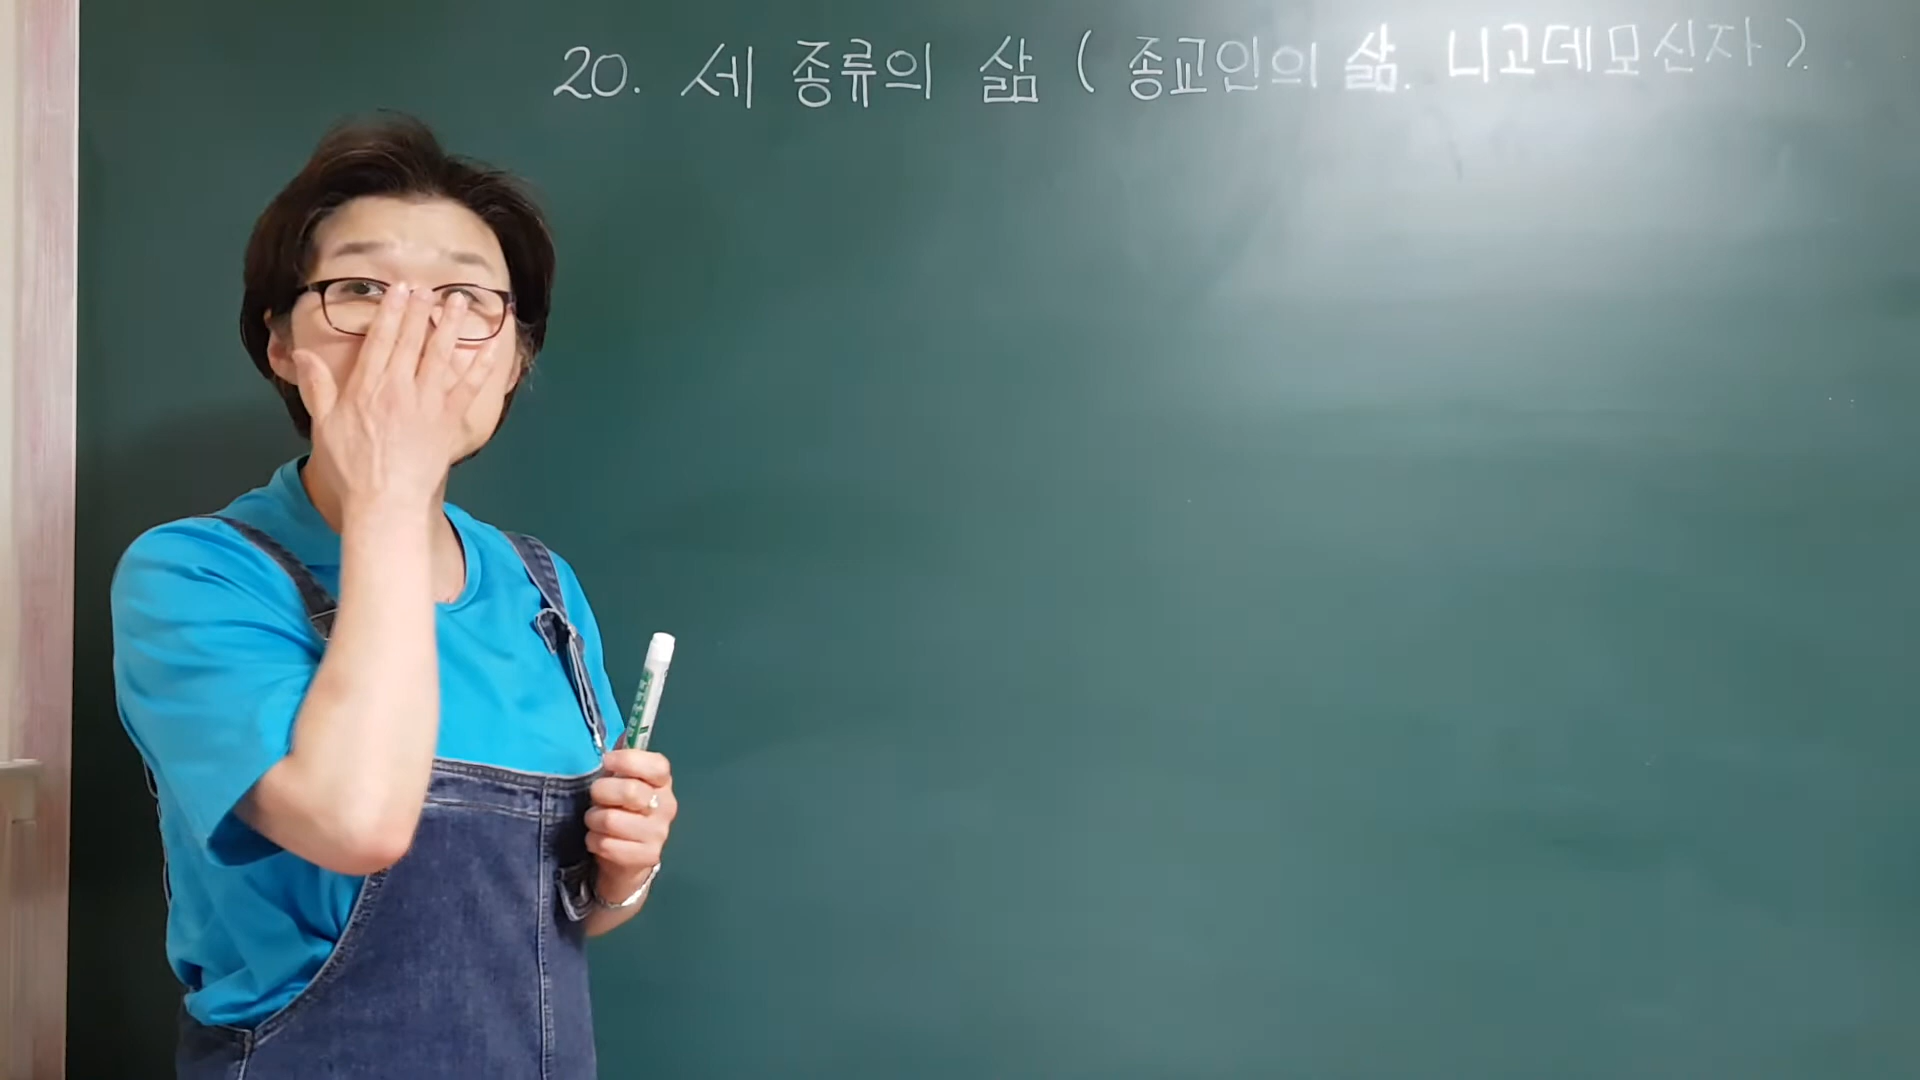 20. 세 종류의 삶 ( 종교인의 삶. 니고데모신자 ).